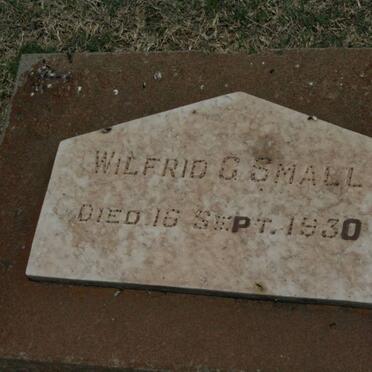 WILFRID G SMALL
DIED 16 SEPT. 1930